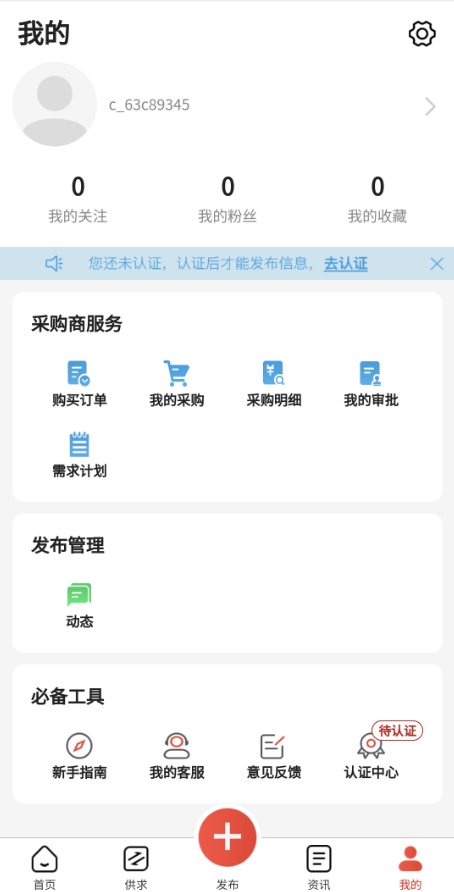 我的
c_63c89345
0 0 0
我的关注 我的粉丝 我的收藏
您还未认证，认证后才能发布信息，去认证
采购商服务
购买订单 我的采购 采购明细 我的审批
需求计划
发布管理
动态
必备工具
待认证
新手指南 我的客服 意见反馈 认证中心
首页 供求 发布 资讯 我的